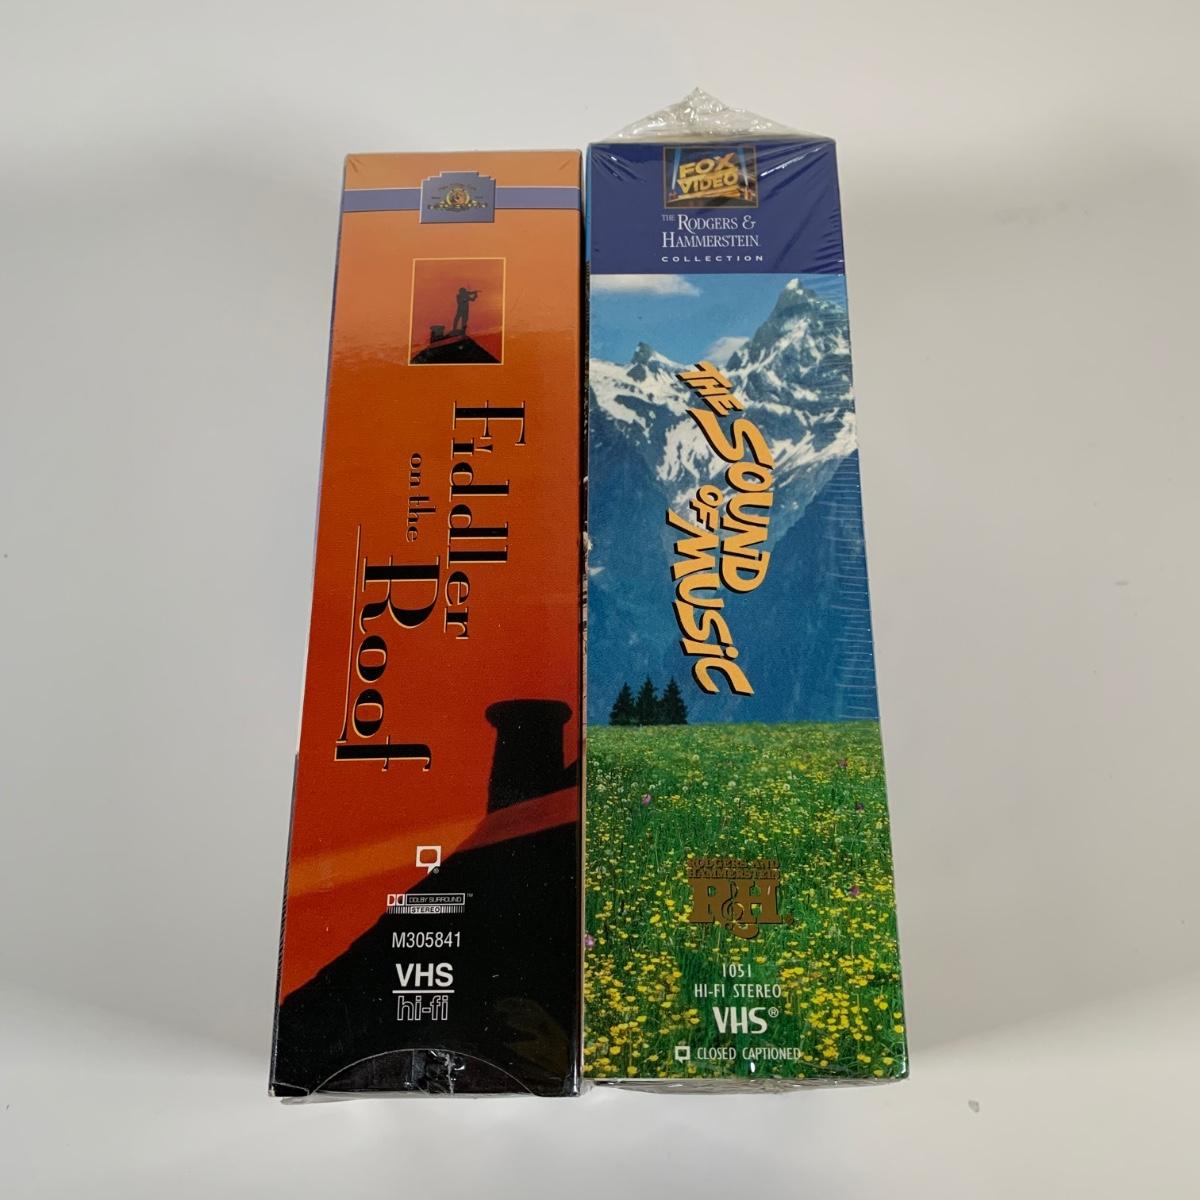 Fiddler
on the
Roof
DOLBY SURROUND
STEREO
M305841
VHS
hi-fi
FOX
VIDEO
THE RODGERS &
HAMMERSTEIN
COLLECTION
THE SOUND
OF MUSiC
RODGERS AND
HAMMERSTEIN
R&H
1051
HI-FI STEREO
VHS®
CLOSED CAPTIONED